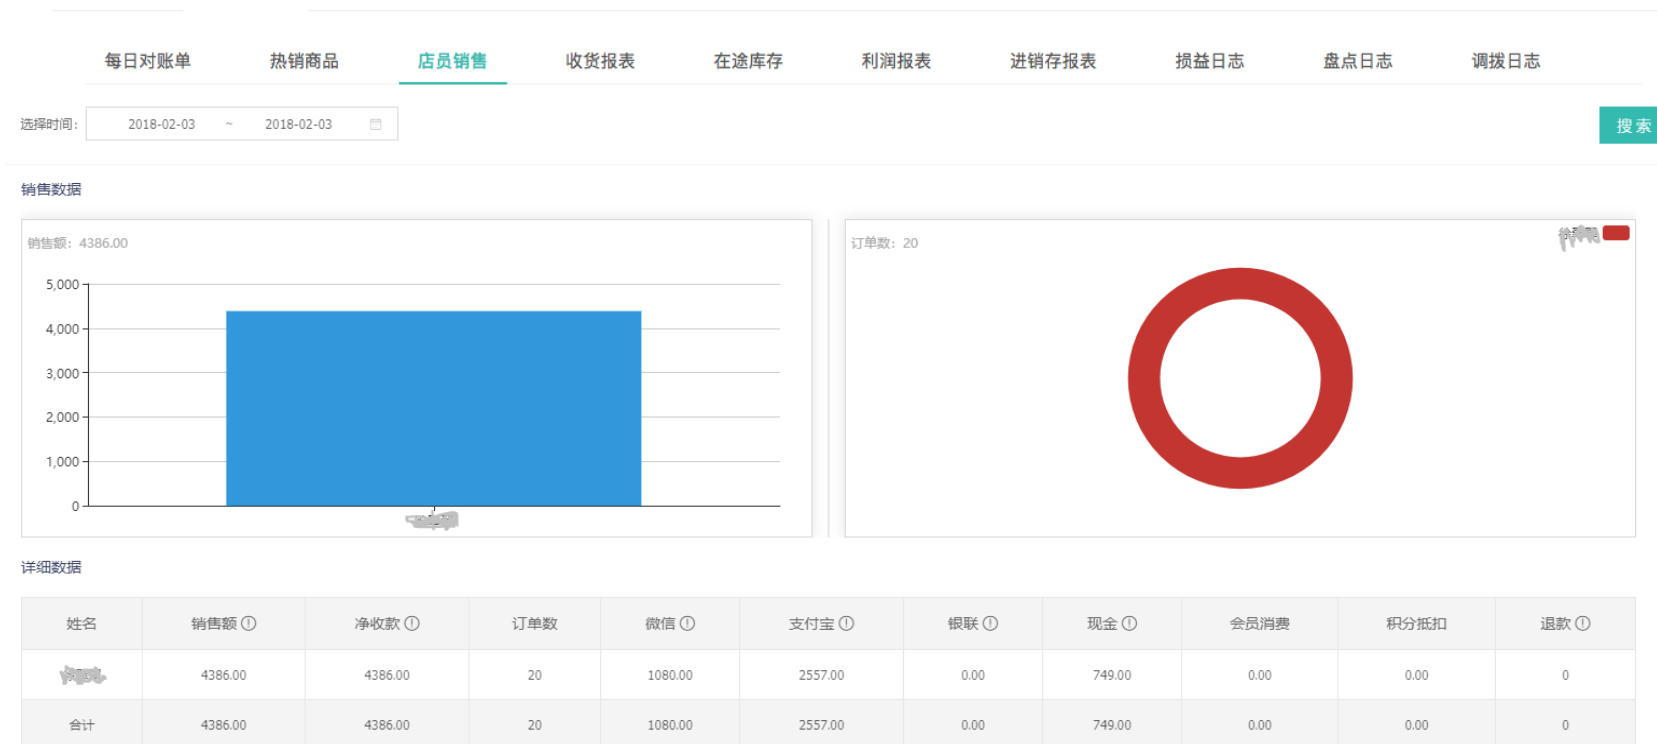 每日对账单 热销商品 店员销售 收货报表 在途库存 利润报表 进销存报表 损益日志 盘点日志 调拨日志
选择时间: 2018-02-03 ~ 2018-02-03
搜索
销售数据
销售额: 4386.00
5,000
4,000
3,000
2,000
1,000
0
订单数: 20
详细数据
姓名 销售额 净收款 订单数 微信 支付宝 银联 现金 会员消费 积分抵扣 退款
4386.00 4386.00 20 1080.00 2557.00 0.00 749.00 0.00 0.00 0
合计 4386.00 4386.00 20 1080.00 2557.00 0.00 749.00 0.00 0.00 0